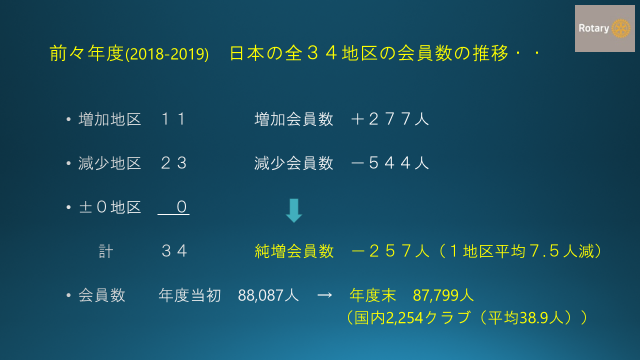 Rotary
前々年度(2018-2019)　日本の全３４地区の会員数の推移・・
• 増加地区　１１　増加会員数　＋２７７人
• 減少地区　２３　減少会員数　－５４４人
• ±０地区　０
計　３４　純増会員数　－２５７人（１地区平均７.５人減）
• 会員数　年度当初　88,087人　→　年度末　87,799人
（国内2,254クラブ（平均38.9人））